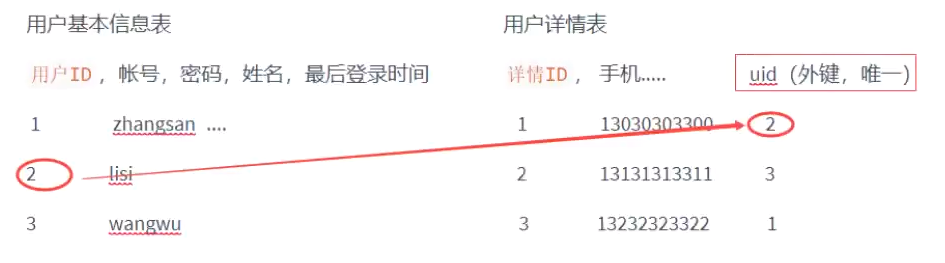 用户基本信息表 用户详情表
用户ID，帐号，密码，姓名，最后登录时间 详情ID， 手机..... uid（外键，唯一）
1 zhangsan .... 1 13030303300 2
2 lisi 2 13131313311 3
3 wangwu 3 13232323322 1